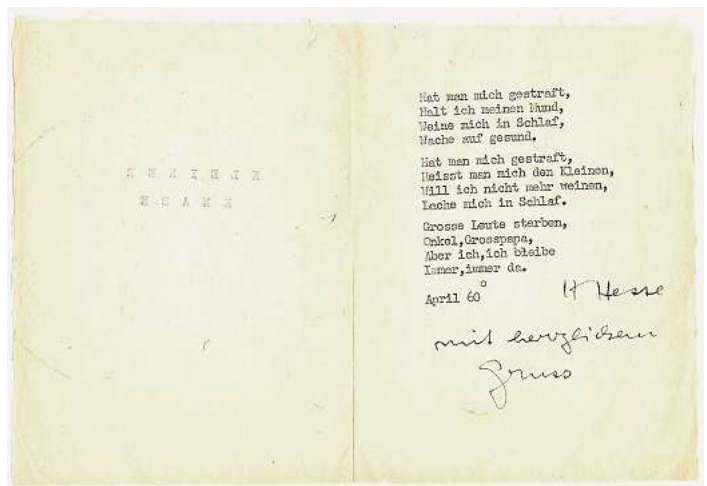 K L E I N E R
K N A B E
Hat man mich gestraft,
Halt ich meinen Mund,
Weine mich in Schlaf,
Wache auf gesund.
Hat man mich gestraft,
Heisst man mich den Kleinen,
Will ich nicht mehr weinen,
Lache mich in Schlaf.
Grosse Leute sterben,
Onkel,Grosspapa,
Aber ich,ich bleibe
Immer,immer da.
April 60
H Hesse
mit herzlichem
Gruss